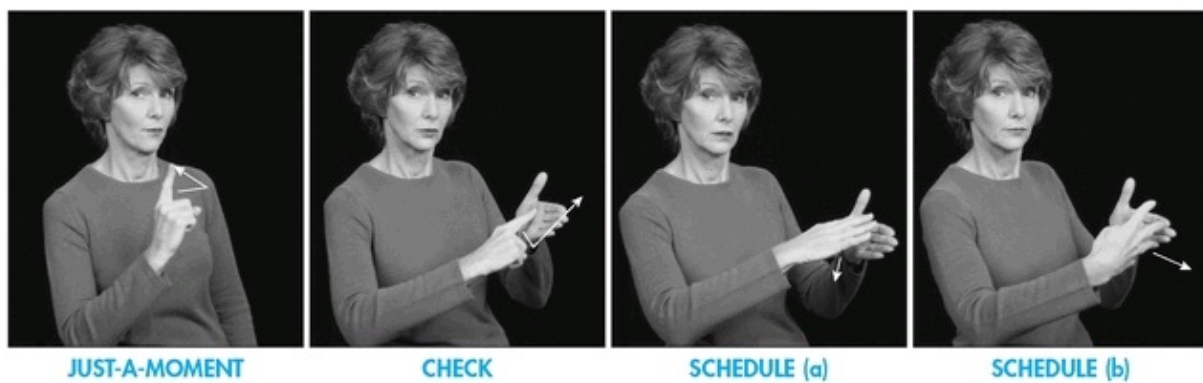 JUST-A-MOMENT
CHECK
SCHEDULE (a)
SCHEDULE (b)